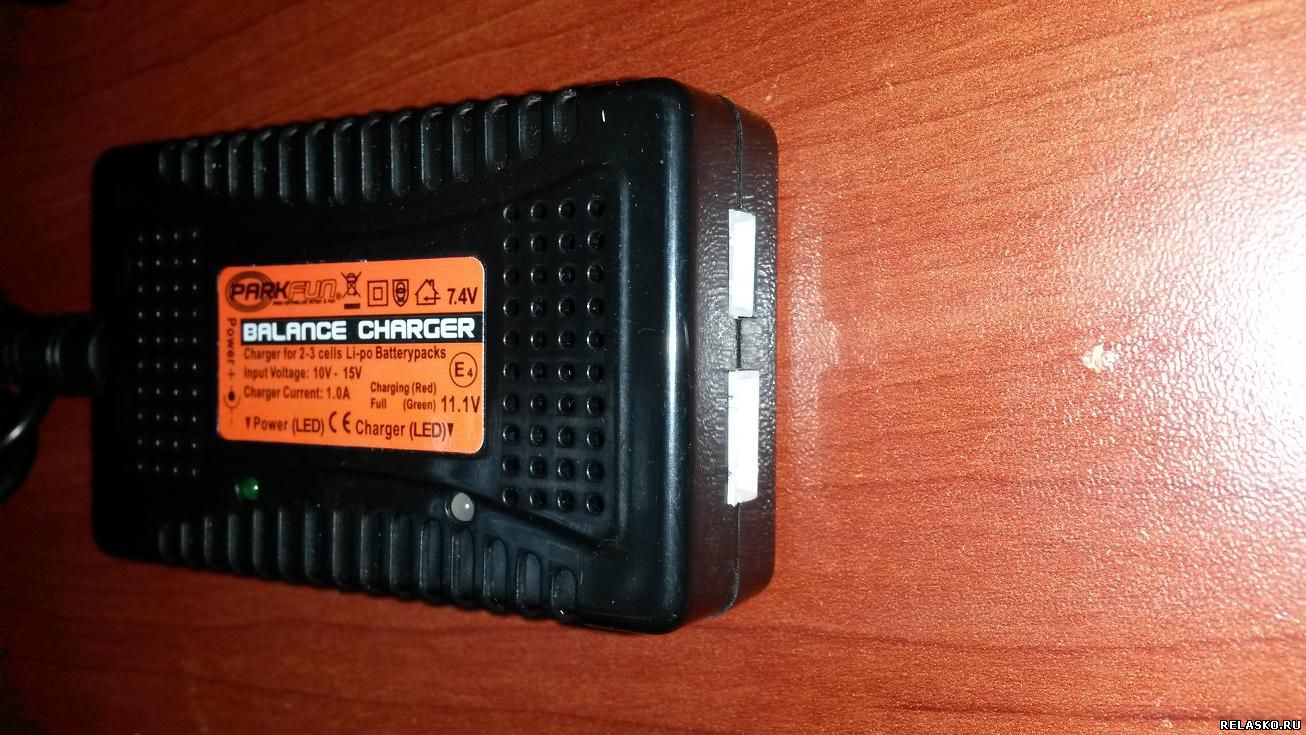 PARKFUN®
7.4V
BALANCE CHARGER
Power + -
Charger for 2-3 cells Li-po Batterypacks
Input Voltage: 10V - 15V
E4
Charger Current: 1.0A
Charging (Red)
Full (Green) 11.1V
▼Power (LED) CE Charger (LED)▼
RELASKO.RU